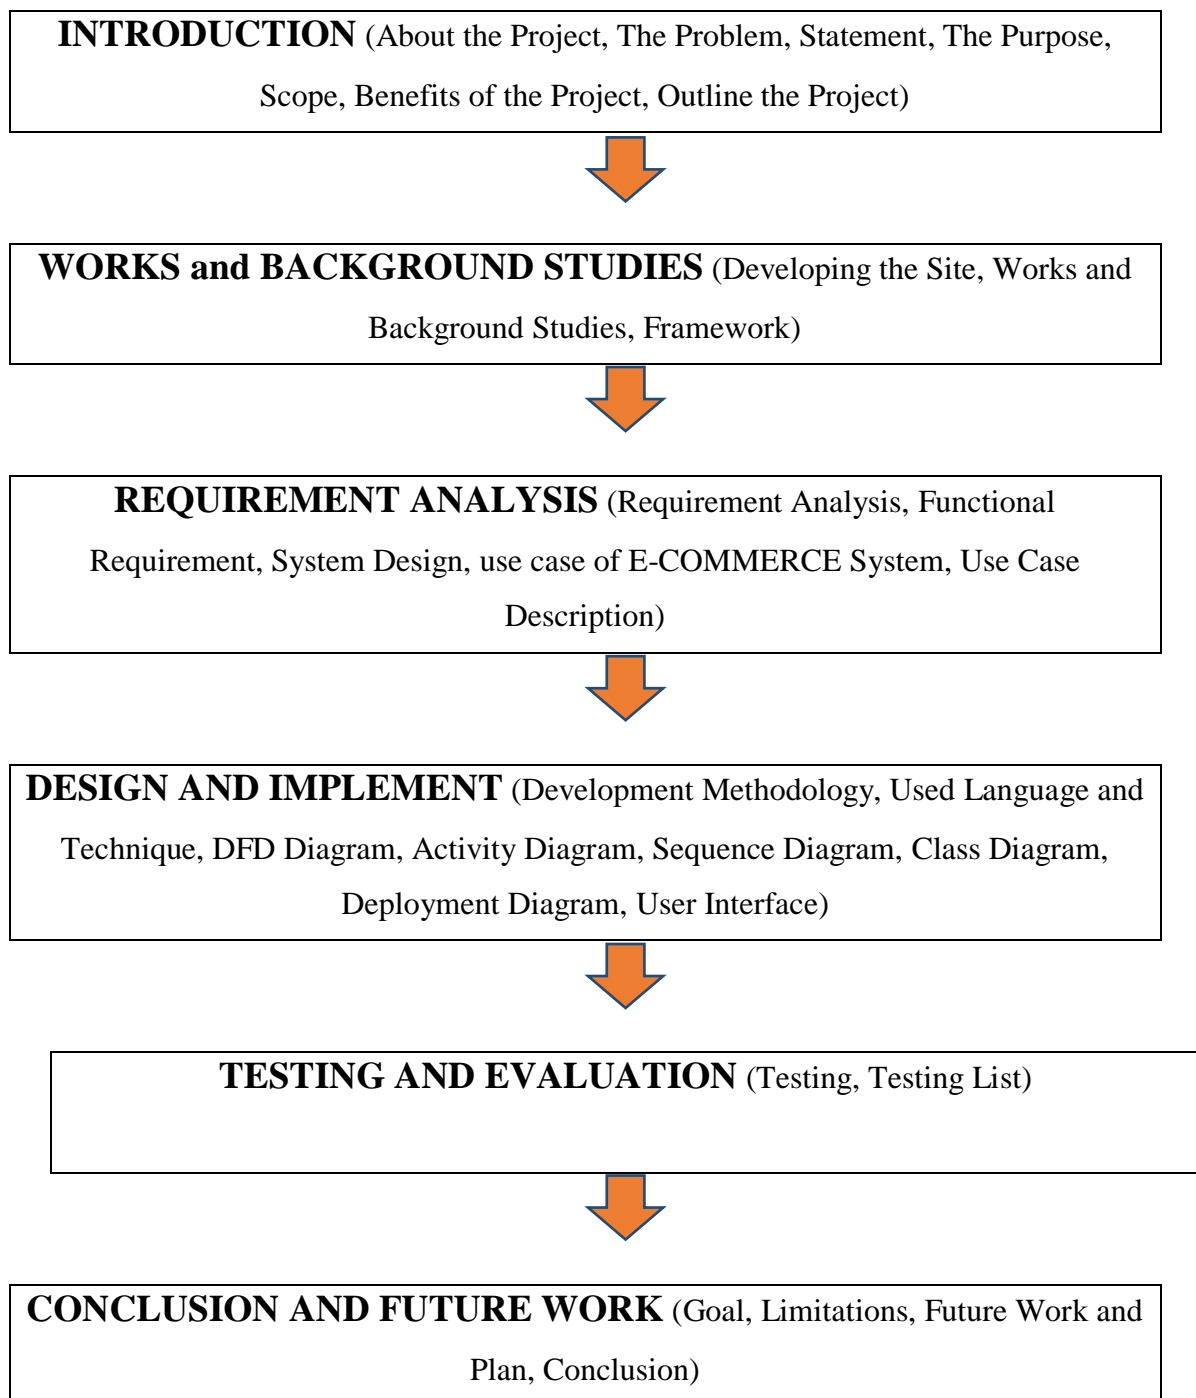 INTRODUCTION (About the Project, The Problem, Statement, The Purpose,
Scope, Benefits of the Project, Outline the Project)
WORKS and BACKGROUND STUDIES (Developing the Site, Works and
Background Studies, Framework)
REQUIREMENT ANALYSIS (Requirement Analysis, Functional
Requirement, System Design, use case of E-COMMERCE System, Use Case
Description)
DESIGN AND IMPLEMENT (Development Methodology, Used Language and
Technique, DFD Diagram, Activity Diagram, Sequence Diagram, Class Diagram,
Deployment Diagram, User Interface)
TESTING AND EVALUATION (Testing, Testing List)
CONCLUSION AND FUTURE WORK (Goal, Limitations, Future Work and
Plan, Conclusion)